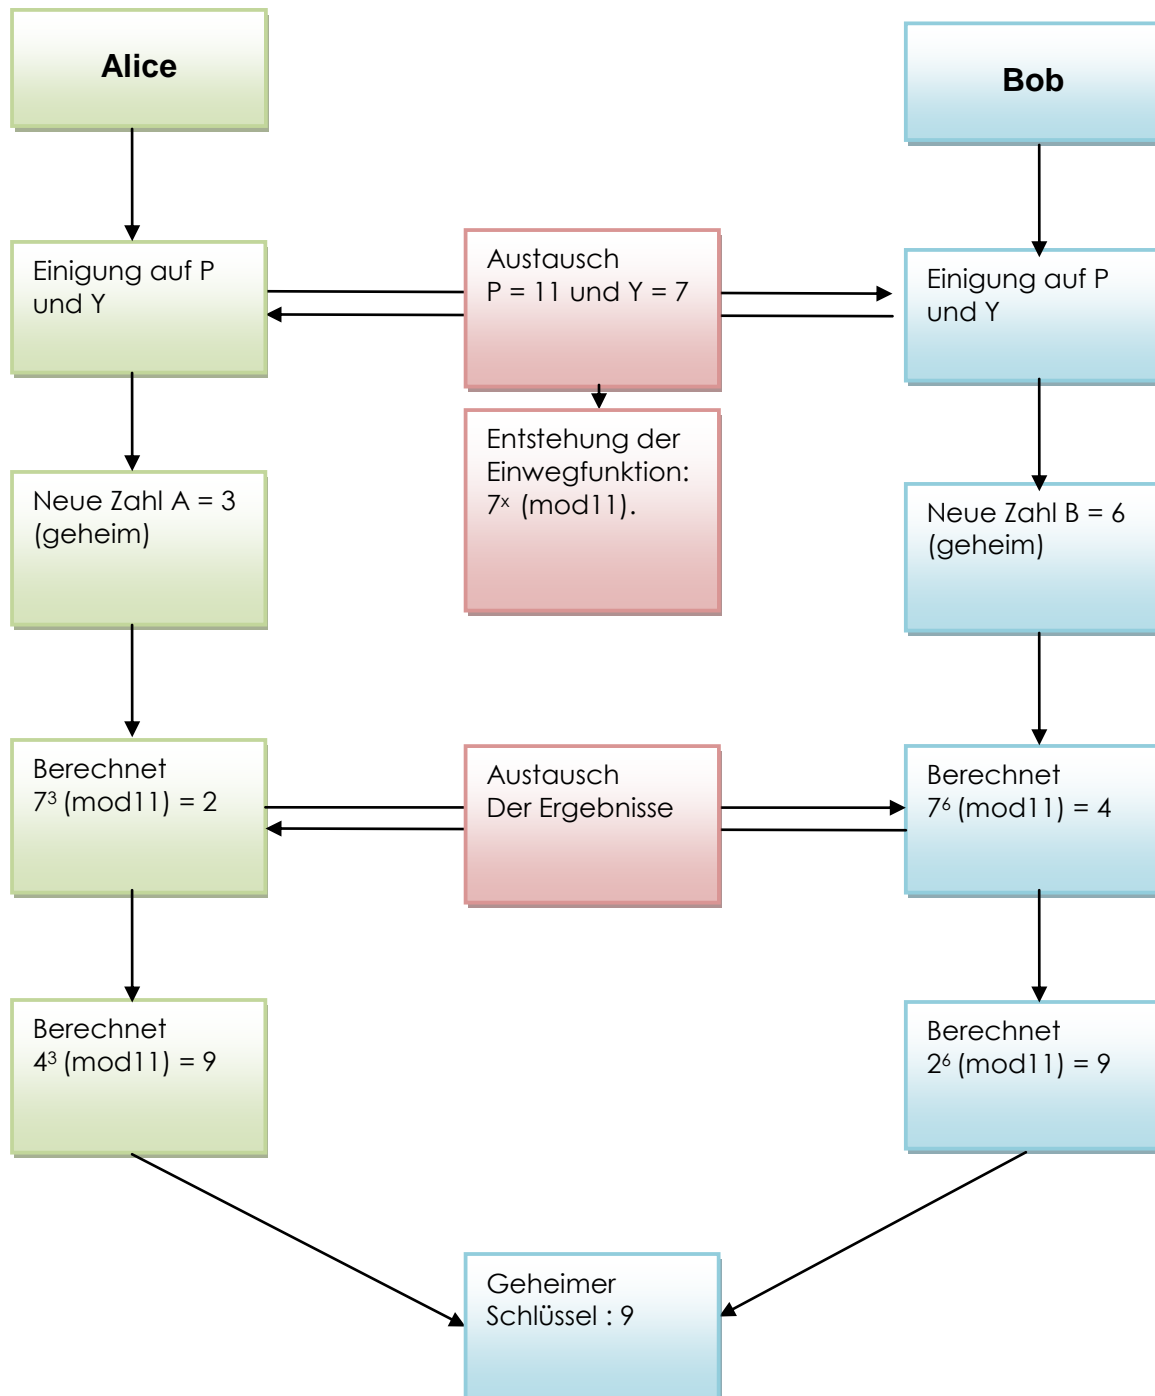 Alice
Bob
Einigung auf P
und Y
Austausch
P = 11 und Y = 7
Einigung auf P
und Y
Entstehung der
Einwegfunktion:
7ˣ (mod11).
Neue Zahl A = 3
(geheim)
Neue Zahl B = 6
(geheim)
Berechnet
7³ (mod11) = 2
Austausch
Der Ergebnisse
Berechnet
7⁶ (mod11) = 4
Berechnet
4³ (mod11) = 9
Berechnet
2⁶ (mod11) = 9
Geheimer
Schlüssel : 9